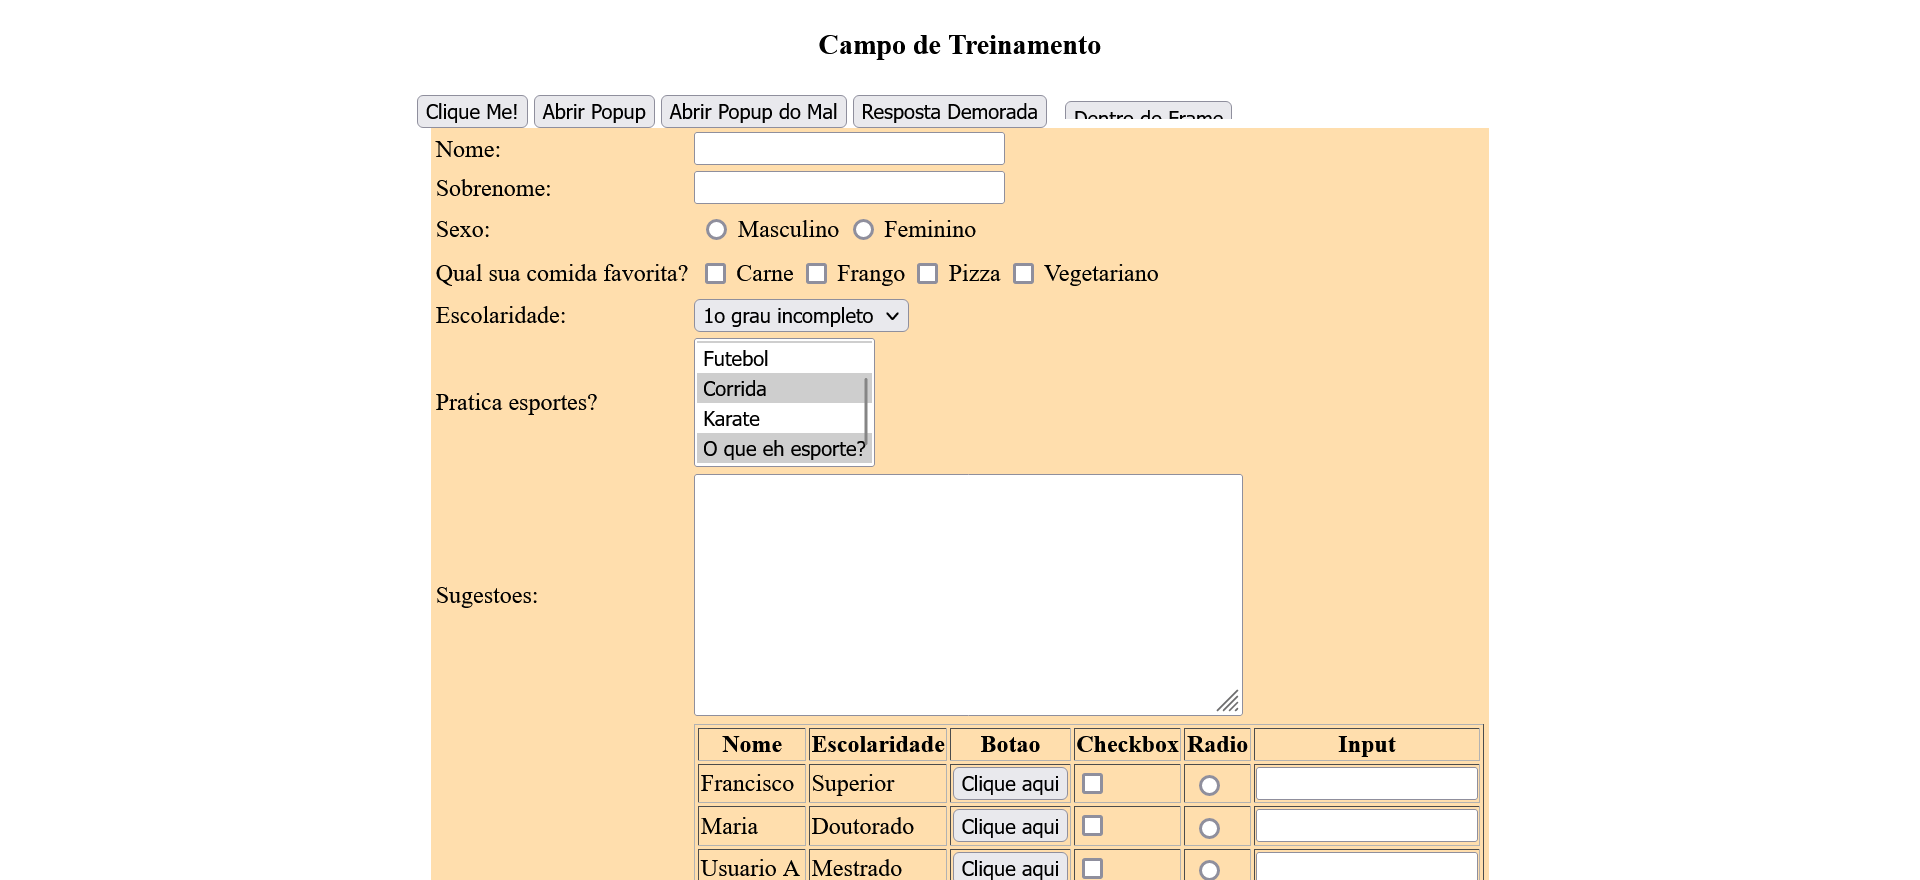 Campo de Treinamento
Clique Me! Abrir Popup Abrir Popup do Mal Resposta Demorada Dentro do Frame
Nome:
Sobrenome:
Sexo: Masculino Feminino
Qual sua comida favorita? Carne Frango Pizza Vegetariano
Escolaridade: 1o grau incompleto
Pratica esportes?
Futebol
Corrida
Karate
O que eh esporte?
Sugestoes:
Nome Escolaridade Botao Checkbox Radio Input
Francisco Superior Clique aqui
Maria Doutorado Clique aqui
Usuario A Mestrado Clique aqui